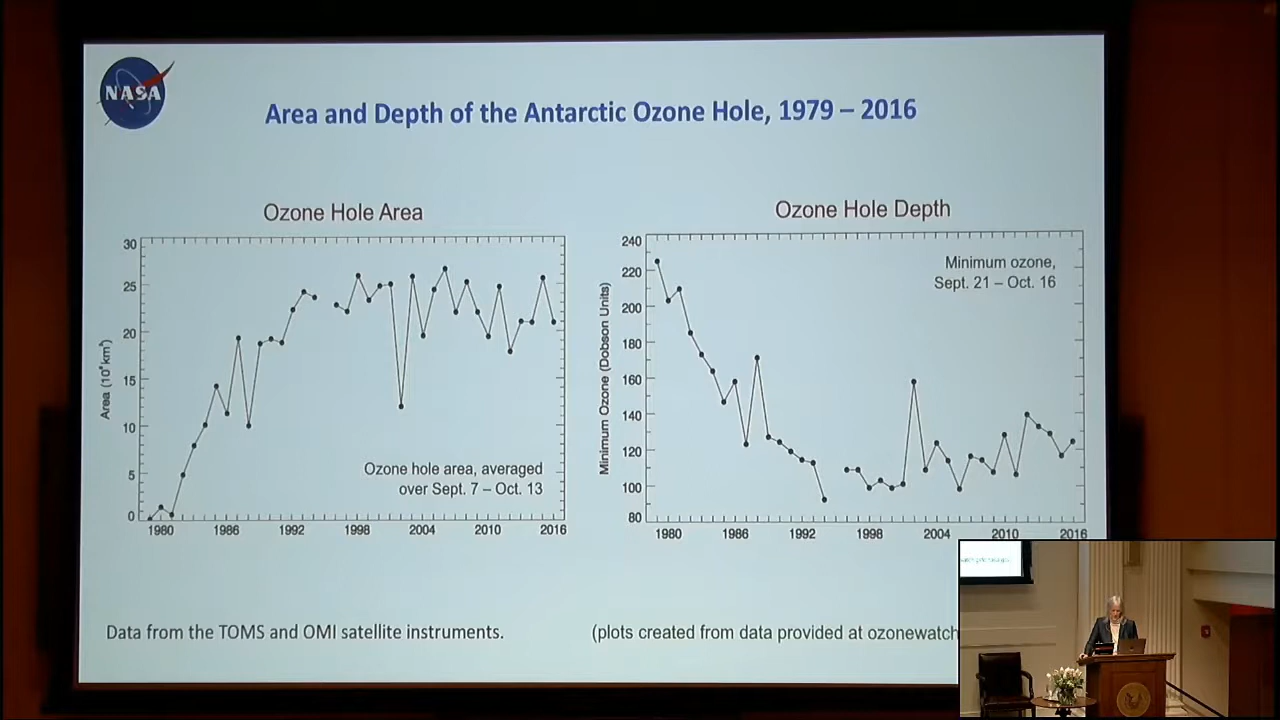 NASA
Area and Depth of the Antarctic Ozone Hole, 1979 – 2016
Ozone Hole Area
30
25
20
15
10
5
0
Area (10⁶ km²)
Ozone hole area, averaged
over Sept. 7 – Oct. 13
1980 1986 1992 1998 2004 2010 2016
Ozone Hole Depth
240
220
200
180
160
140
120
100
80
Minimum Ozone (Dobson Units)
Minimum ozone,
Sept. 21 – Oct. 16
1980 1986 1992 1998 2004 2010 2016
Data from the TOMS and OMI satellite instruments.
(plots created from data provided at ozonewatch